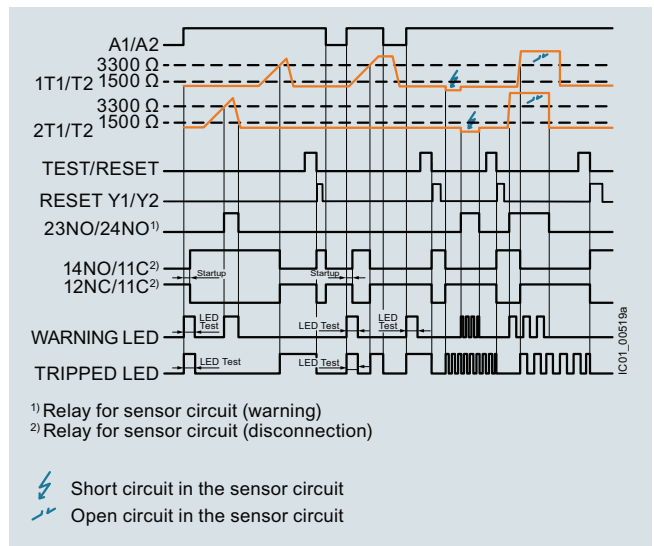 A1/A2
3300 Ω
1T1/T2 1500 Ω
3300 Ω
2T1/T2 1500 Ω
TEST/RESET
RESET Y1/Y2
23NO/24NO1)
14NO/11C2)
Startup
Startup
12NC/11C2)
WARNING LED
LED Test
LED Test
LED Test
TRIPPED LED
LED Test
LED Test
IC01_00519a
1) Relay for sensor circuit (warning)
2) Relay for sensor circuit (disconnection)
Short circuit in the sensor circuit
Open circuit in the sensor circuit